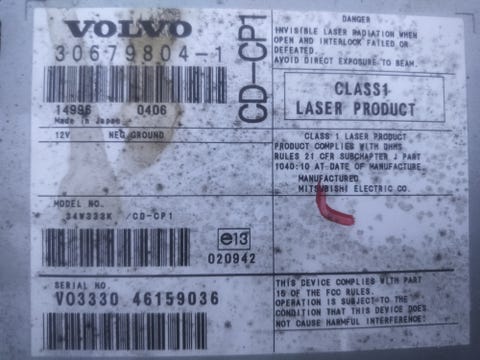 VOLVO
30679804-1
14996 0406
Made in Japan
12V NEG.GROUND
CD-CP1
MODEL NO.
34W333K /CD-CP1
e13
020942
SERIAL NO.
V03330 46159036
DANGER
INVISIBLE LASER RADIATION WHEN
OPEN AND INTERLOCK FAILED OR
DEFEATED.
AVOID DIRECT EXPOSURE TO BEAM.
CLASS1
LASER PRODUCT
CLASS 1 LASER PRODUCT
PRODUCT COMPLIES WITH DHHS
RULES 21 CFR SUBCHAPTER J PART
1040:10 AT DATE OF MANUFACTURE.
MANUFACTURED
MITSUBISHI ELECTRIC CO.
THIS DEVICE COMPLIES WITH PART
15 OF THE FCC RULES.
OPERATION IS SUBJECT TO THE
CONDITION THAT THIS DEVICE DOES
NOT CAUSE HARMFUL INTERFERENCE.